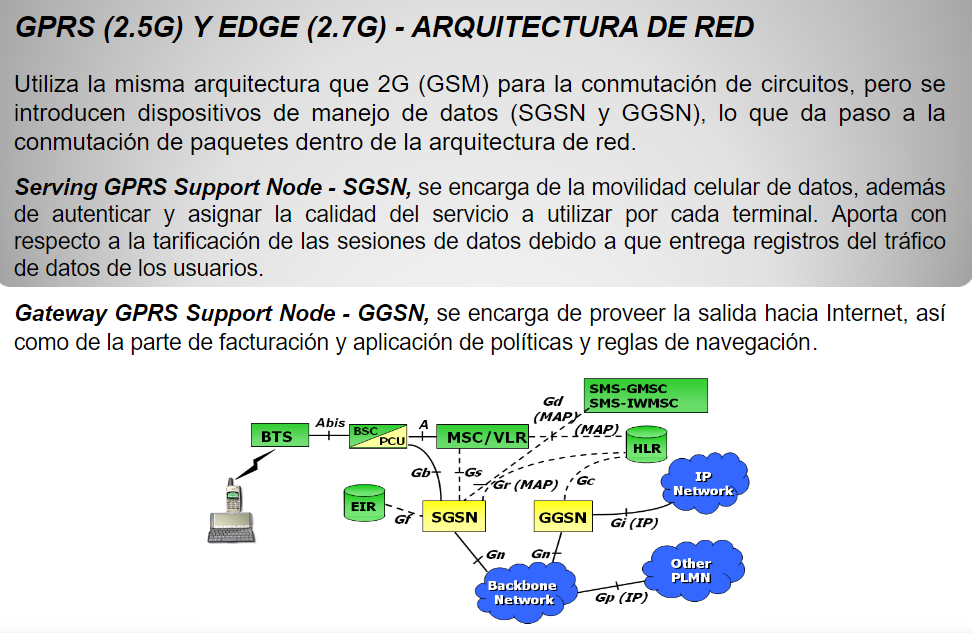 GPRS (2.5G) Y EDGE (2.7G) - ARQUITECTURA DE RED
Utiliza la misma arquitectura que 2G (GSM) para la conmutación de circuitos, pero se
introducen dispositivos de manejo de datos (SGSN y GGSN), lo que da paso a la
conmutación de paquetes dentro de la arquitectura de red.
Serving GPRS Support Node - SGSN, se encarga de la movilidad celular de datos, además
de autenticar y asignar la calidad del servicio a utilizar por cada terminal. Aporta con
respecto a la tarificación de las sesiones de datos debido a que entrega registros del tráfico
de datos de los usuarios.
Gateway GPRS Support Node - GGSN, se encarga de proveer la salida hacia Internet, así
como de la parte de facturación y aplicación de políticas y reglas de navegación.
SMS-GMSC
SMS-IWMSC
Gd
(MAP)
(MAP)
BTS
Abis
BSC
PCU
A
MSC/VLR
HLR
Gb
Gs
Gr (MAP)
Gc
IP
Network
EIR
Gf
SGSN
GGSN
Gi (IP)
Gn
Gn
Other
PLMN
Backbone
Network
Gp (IP)